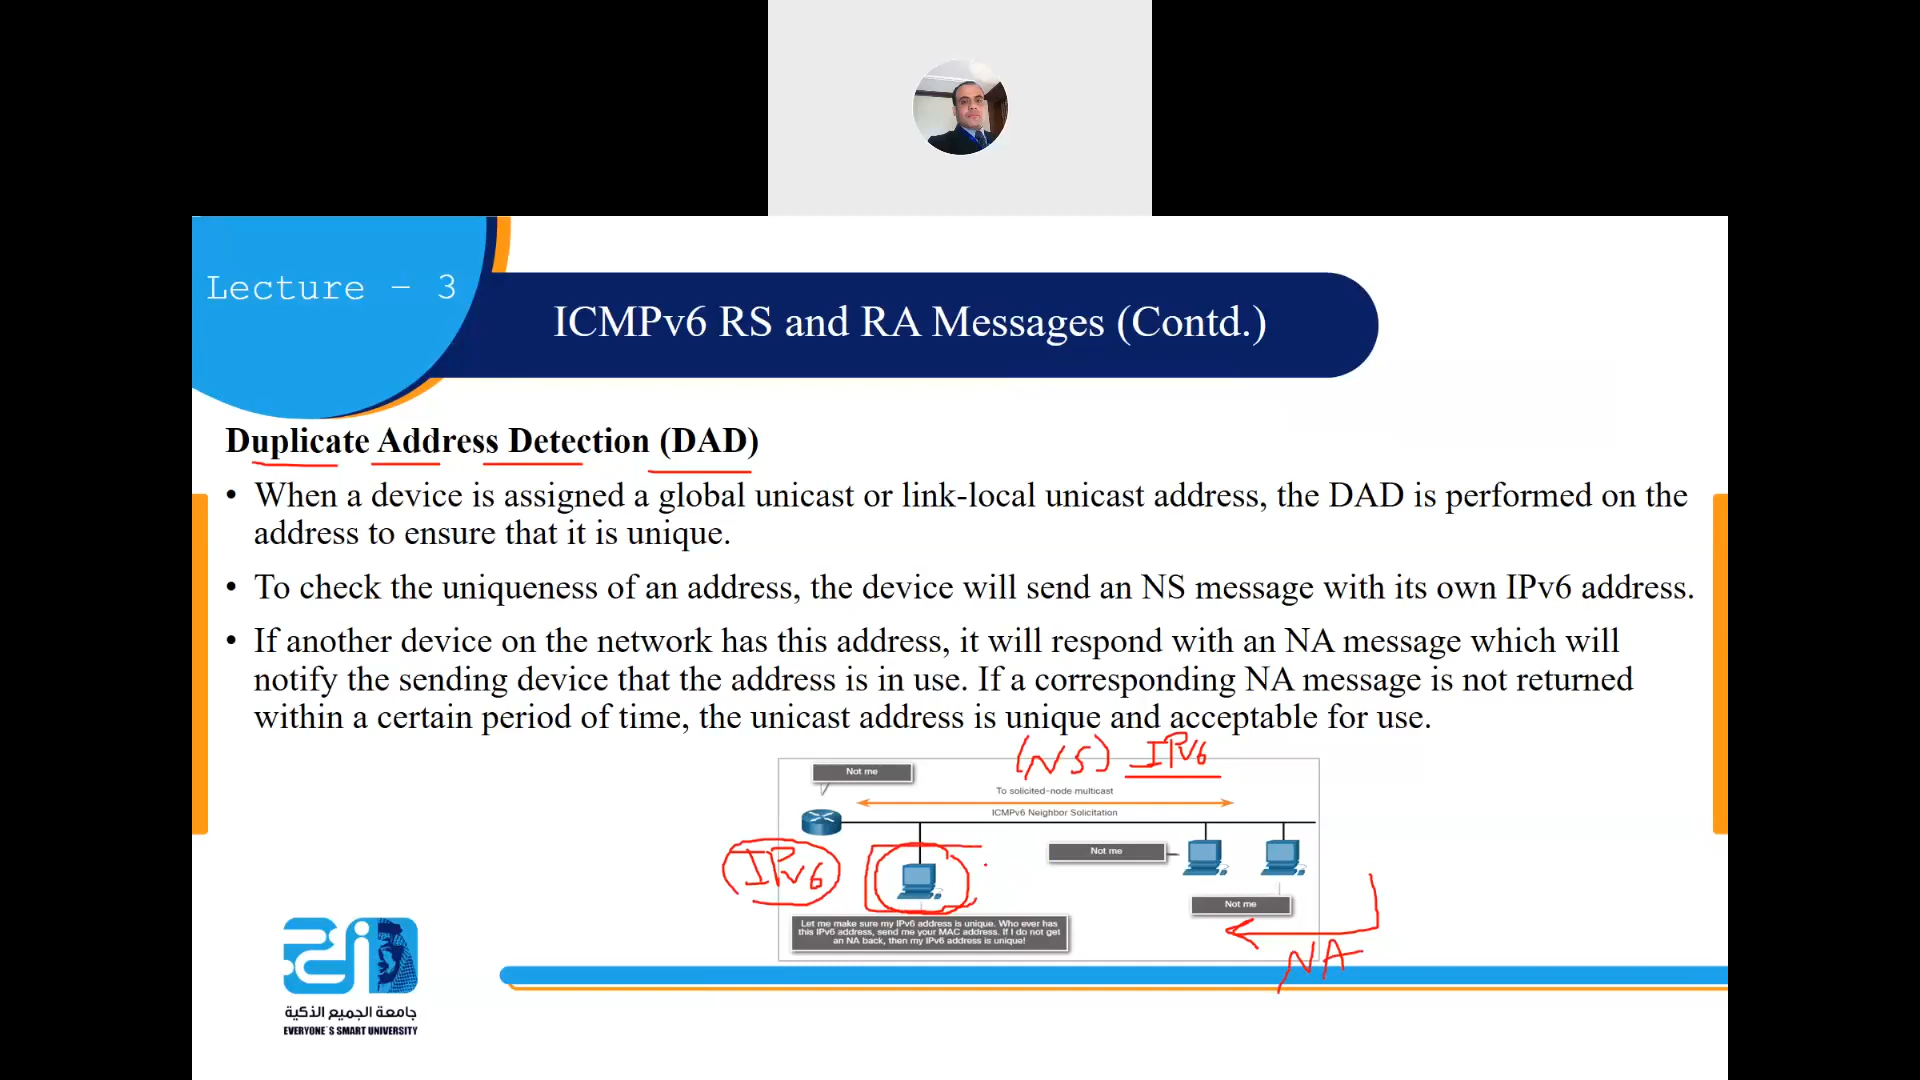 Lecture – 3
ICMPv6 RS and RA Messages (Contd.)
Duplicate Address Detection (DAD)
• When a device is assigned a global unicast or link-local unicast address, the DAD is performed on the
address to ensure that it is unique.
• To check the uniqueness of an address, the device will send an NS message with its own IPv6 address.
• If another device on the network has this address, it will respond with an NA message which will
notify the sending device that the address is in use. If a corresponding NA message is not returned
within a certain period of time, the unicast address is unique and acceptable for use.
(NS) IPv6
Not me
To solicited-node multicast
ICMPv6 Neighbor Solicitation
Not me
IPv6
Not me
Let me make sure my IPv6 address is unique. Who ever has
this IPv6 address, send me your MAC address. If I do not get
an NA back, then my IPv6 address is unique!
NA
جامعة الجميع الذكية
EVERYONE`S SMART UNIVERSITY